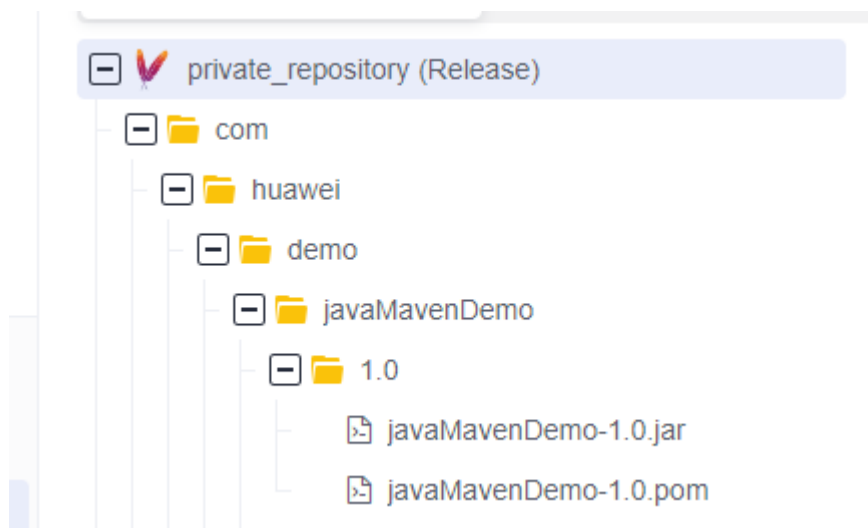 private_repository (Release)
com
huawei
demo
javaMavenDemo
1.0
javaMavenDemo-1.0.jar
javaMavenDemo-1.0.pom